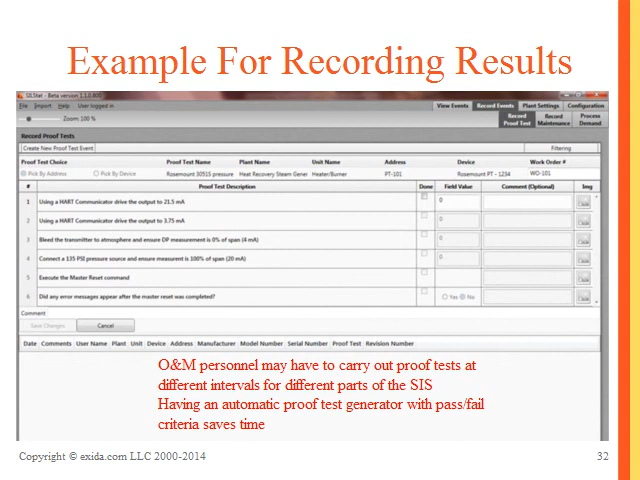 Example For Recording Results
SILStat - Beta version 1.1.0.800
File Import Help User logged in
View Events Record Events Plant Settings Configuration
Zoom: 100 %
Record Proof Test Record Maintenance Process Demand
Record Proof Tests
Create New Proof Test Event Filtering
Proof Test Choice Proof Test Name Plant Name Unit Name Address Device Work Order #
Pick By Address Pick By Device Rosemount 3051S pressure Heat Recovery Steam Gener Heater/Burner PT-101 Rosemount PT - 1234 WO-101
# Proof Test Description Done Field Value Comment (Optional) Img
1 Using a HART Communicator drive the output to 21.5 mA 0
2 Using a HART Communicator drive the output to 3.75 mA 0
3 Bleed the transmitter to atmosphere and ensure DP measurement is 0% of span (4 mA) 0
4 Connect a 135 PSI pressure source and ensure measurent is 100% of span (20 mA) 0
5 Execute the Master Reset command
6 Did any error messages appear after the master reset was completed? Yes No
Comment
Save Changes Cancel
Date Comments User Name Plant Unit Device Address Manufacturer Model Number Serial Number Proof Test Revision Number
O&M personnel may have to carry out proof tests at
different intervals for different parts of the SIS
Having an automatic proof test generator with pass/fail
criteria saves time
Copyright © exida.com LLC 2000-2014 32